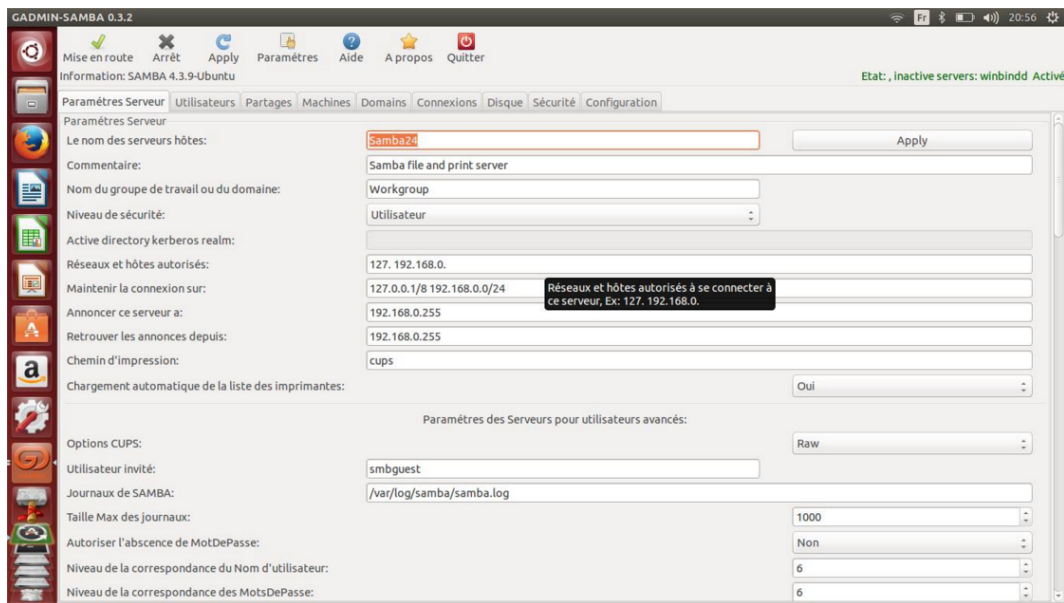 GADMIN-SAMBA 0.3.2
Fr
20:56
Mise en route
Arrêt
Apply
Paramétres
Aide
A propos
Quitter
Information: SAMBA 4.3.9-Ubuntu
Etat: , inactive servers: winbindd Activé
Paramétres Serveur
Utilisateurs
Partages
Machines
Domains
Connexions
Disque
Sécurité
Configuration
Paramétres Serveur
Le nom des serveurs hôtes:
Samba24
Apply
Commentaire:
Samba file and print server
Nom du groupe de travail ou du domaine:
Workgroup
Niveau de sécurité:
Utilisateur
Active directory kerberos realm:
Réseaux et hôtes autorisés:
127. 192.168.0.
Maintenir la connexion sur:
127.0.0.1/8 192.168.0.0/24
Réseaux et hôtes autorisés à se connecter à
ce serveur, Ex: 127. 192.168.0.
Annoncer ce serveur a:
192.168.0.255
Retrouver les annonces depuis:
192.168.0.255
Chemin d'impression:
cups
Chargement automatique de la liste des imprimantes:
Oui
Paramétres des Serveurs pour utilisateurs avancés:
Options CUPS:
Raw
Utilisateur invité:
smbguest
Journaux de SAMBA:
/var/log/samba/samba.log
Taille Max des journaux:
1000
Autoriser l'abscence de MotDePasse:
Non
Niveau de la correspondance du Nom d'utilisateur:
6
Niveau de la correspondance des MotsDePasse:
6